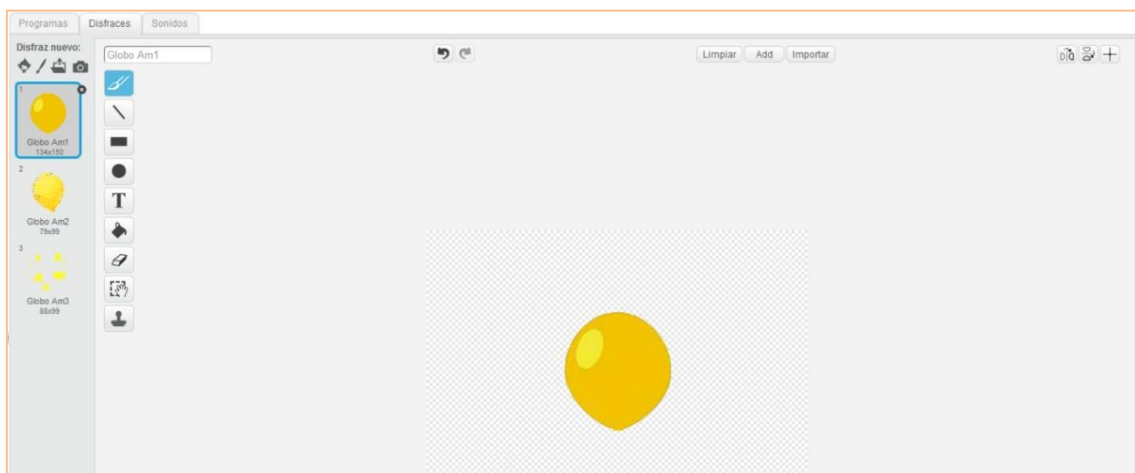 Programas Disfraces Sonidos
Disfraz nuevo:
Globo Am1
Limpiar Add Importar
1
Globo Am1
134x150
2
Globo Am2
75x99
3
Globo Am3
88x99
T